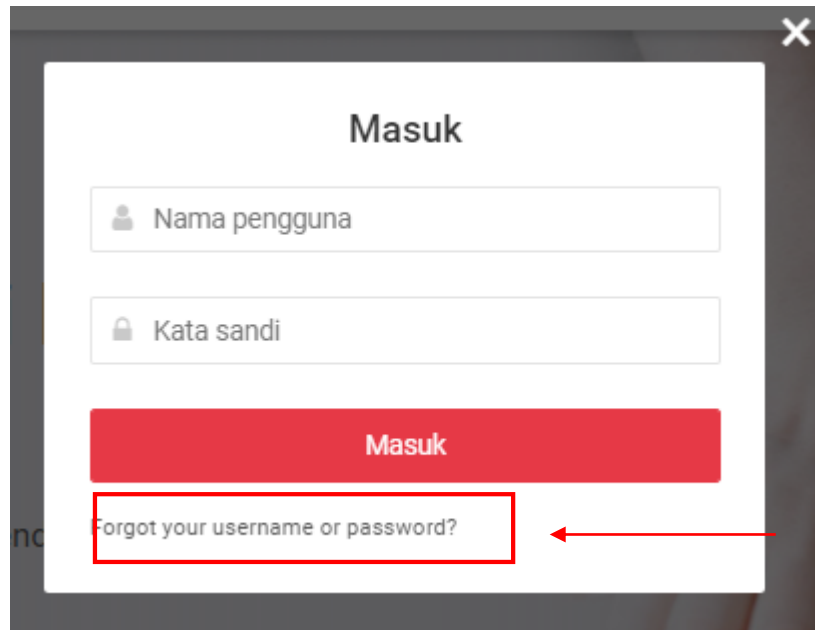 Masuk
Nama pengguna
Kata sandi
Masuk
Forgot your username or password?